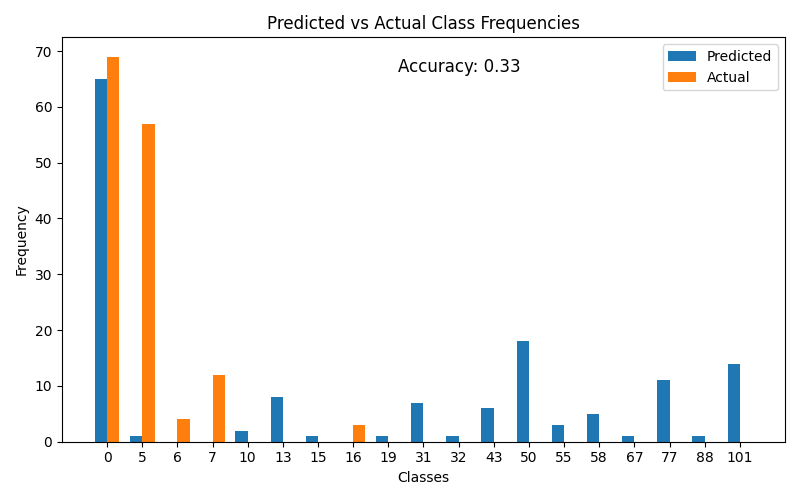 Predicted vs Actual Class Frequencies
Accuracy: 0.33
Predicted
Actual
Frequency
70
60
50
40
30
20
10
0
0 5 6 7 10 13 15 16 19 31 32 43 50 55 58 67 77 88 101
Classes